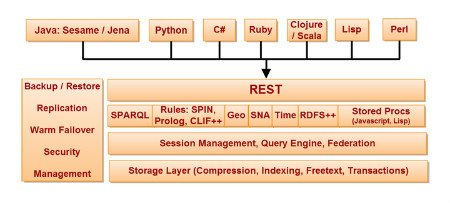 Java: Sesame / Jena
Python
C#
Ruby
Clojure
/ Scala
Lisp
Perl
Backup / Restore
Replication
Warm Failover
Security
Management
REST
SPARQL
Rules: SPIN,
Prolog, CLIF++
Geo
SNA
Time
RDFS++
Stored Procs
(Javascript, Lisp)
Session Management, Query Engine, Federation
Storage Layer (Compression, Indexing, Freetext, Transactions)